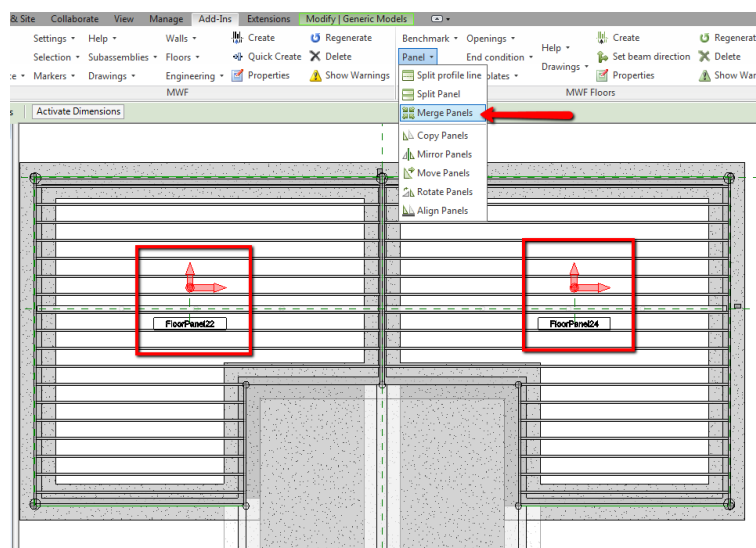 & Site Collaborate View Manage Add-Ins Extensions Modify | Generic Models
Settings Help Walls Create Regenerate Benchmark Openings Create Regenera
Selection Subassemblies Floors Quick Create Delete Panel End condition Help Set beam direction Delete
Markers Drawings Engineering Properties Show Warnings plates Drawings Properties Show War
MWF MWF Floors
Activate Dimensions
Split profile line
Split Panel
Merge Panels
Copy Panels
Mirror Panels
Move Panels
Rotate Panels
Align Panels
FloorPanel22 FloorPanel24